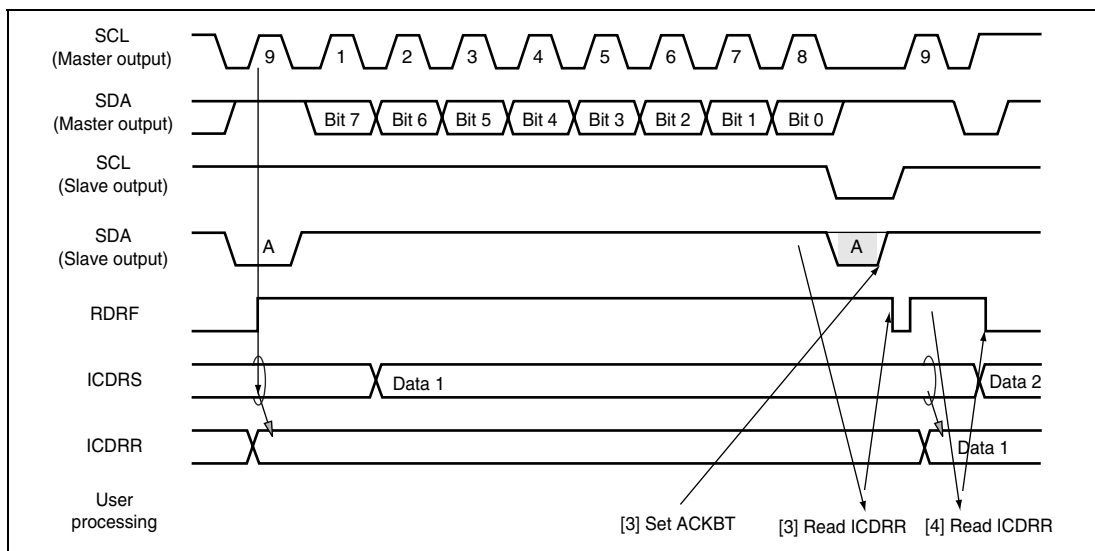 SCL
(Master output)
9 1 2 3 4 5 6 7 8 9
SDA
(Master output)
Bit 7 Bit 6 Bit 5 Bit 4 Bit 3 Bit 2 Bit 1 Bit 0
SCL
(Slave output)
SDA
(Slave output)
A A
RDRF
ICDRS
Data 1 Data 2
ICDRR
Data 1
User
processing
[3] Set ACKBT [3] Read ICDRR [4] Read ICDRR